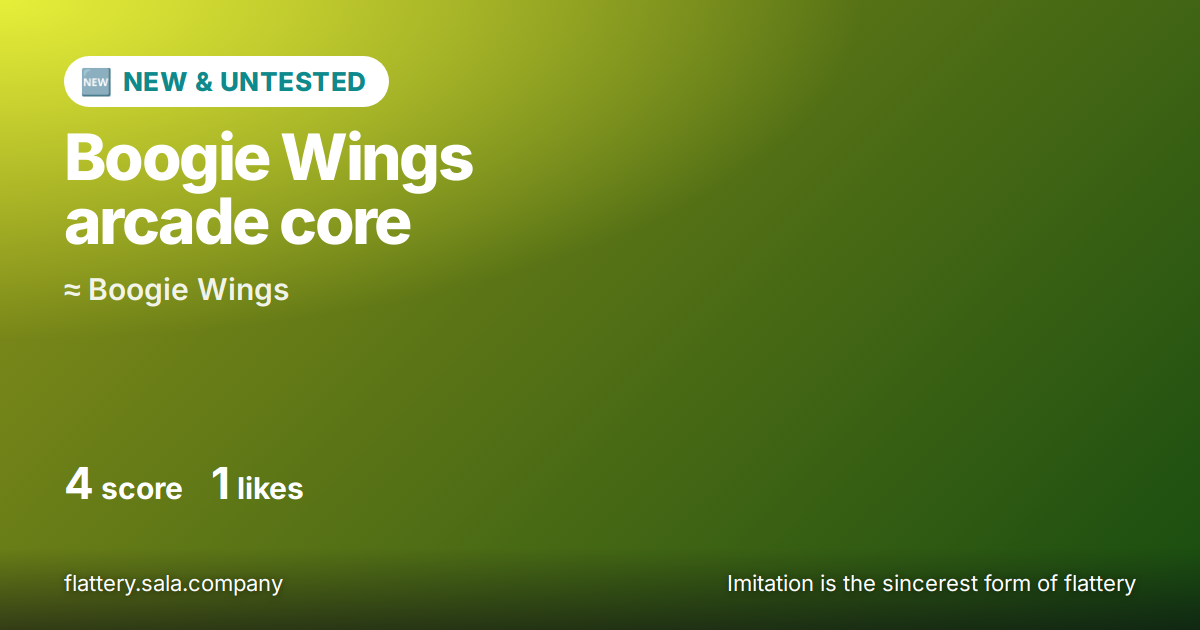 🆕 NEW & UNTESTED
Boogie Wings
arcade core
≈ Boogie Wings
4 score 1 likes
flattery.sala.company
Imitation is the sincerest form of flattery